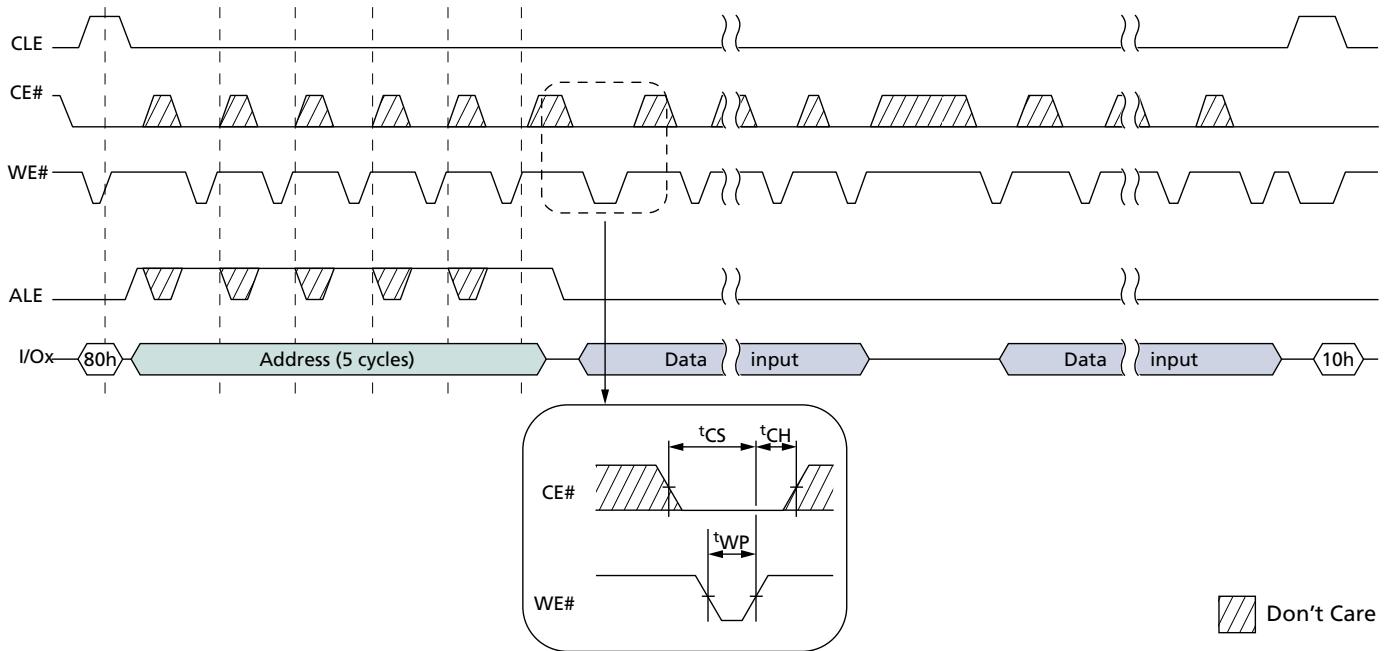 CLE
CE#
WE#
ALE
I/Ox
80h
Address (5 cycles)
Data input
Data input
10h
tCS
tCH
CE#
tWP
WE#
Don't Care